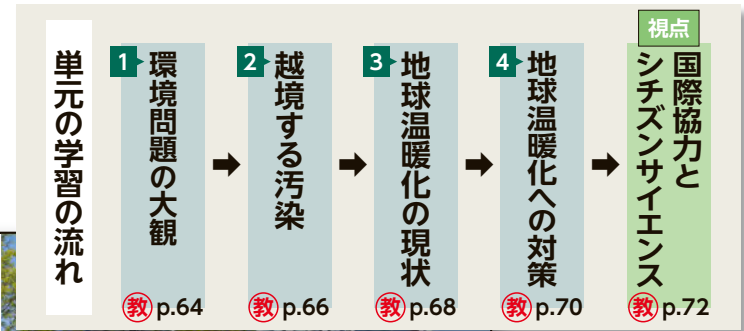 単元の学習の流れ
1 環境問題の大観
教 p.64
➡
2 越境する汚染
教 p.66
➡
3 地球温暖化の現状
教 p.68
➡
4 地球温暖化への対策
教 p.70
➡
視点
国際協力と
シチズンサイエンス
教 p.72